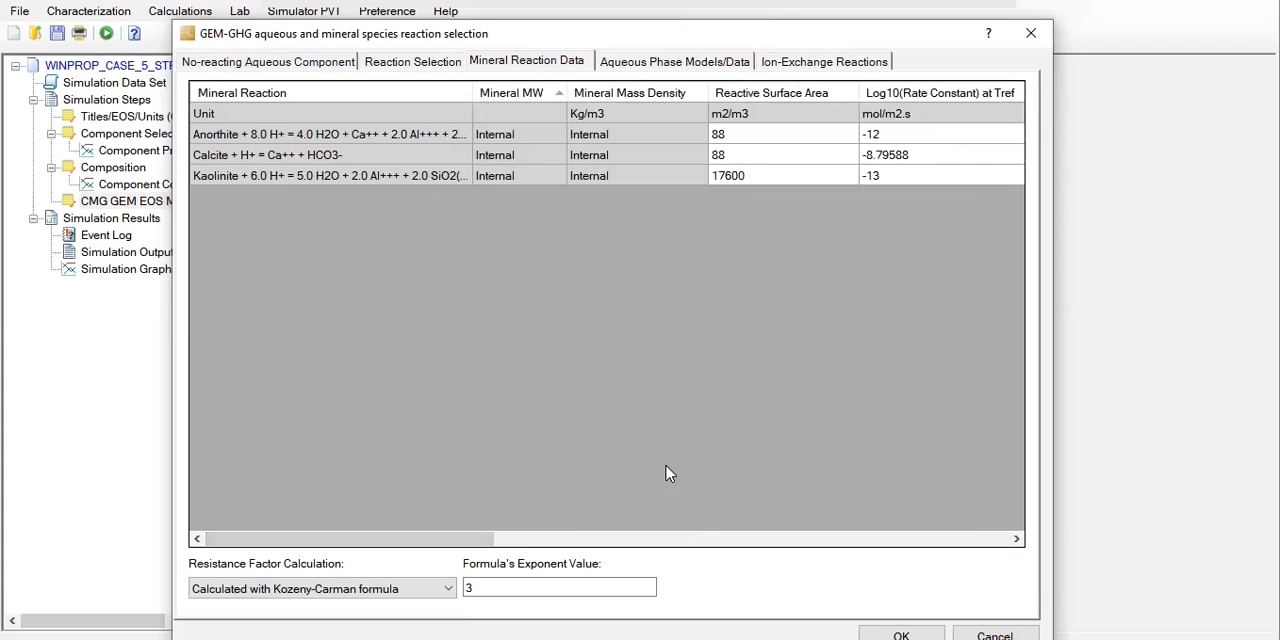 File Characterization Calculations Lab Simulator PVT Preference Help
GEM-GHG aqueous and mineral species reaction selection
WINPROP_CASE_5_STE
Simulation Data Set
Simulation Steps
Titles/EOS/Units (
Component Selec
Component Pr
Composition
Component Co
CMG GEM EOS M
Simulation Results
Event Log
Simulation Outpu
Simulation Graph
No-reacting Aqueous Component Reaction Selection Mineral Reaction Data Aqueous Phase Models/Data Ion-Exchange Reactions
Mineral Reaction Mineral MW Mineral Mass Density Reactive Surface Area Log10(Rate Constant) at Tref
Unit Kg/m3 m2/m3 mol/m2.s
Anorthite + 8.0 H+ = 4.0 H2O + Ca++ + 2.0 Al+++ + 2... Internal Internal 88 -12
Calcite + H+ = Ca++ + HCO3- Internal Internal 88 -8.79588
Kaolinite + 6.0 H+ = 5.0 H2O + 2.0 Al+++ + 2.0 SiO2(... Internal Internal 17600 -13
Resistance Factor Calculation: Formula's Exponent Value:
Calculated with Kozeny-Carman formula 3
OK Cancel